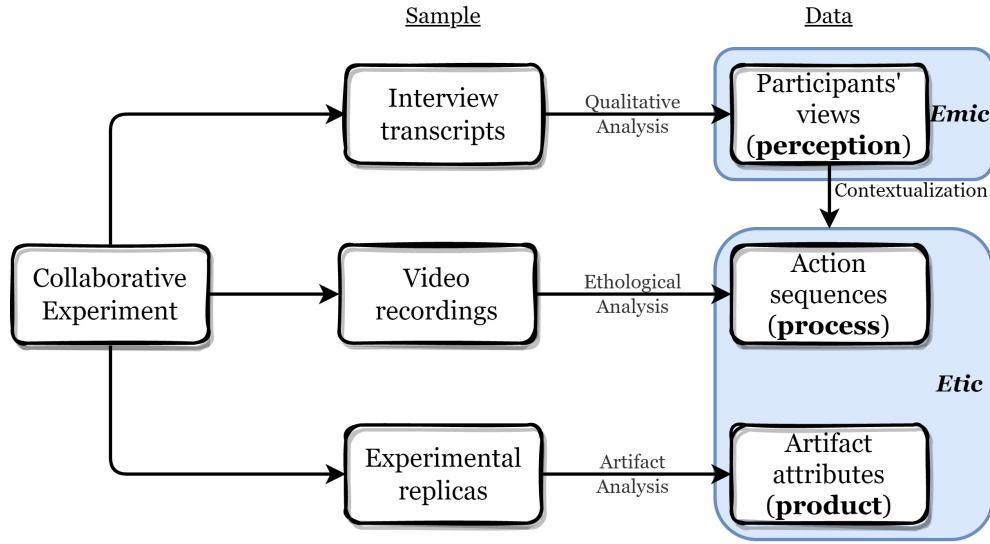 Sample
Data
Interview
transcripts
Qualitative
Analysis
Participants'
views
(perception)
Emic
Contextualization
Collaborative
Experiment
Video
recordings
Ethological
Analysis
Action
sequences
(process)
Etic
Experimental
replicas
Artifact
Analysis
Artifact
attributes
(product)